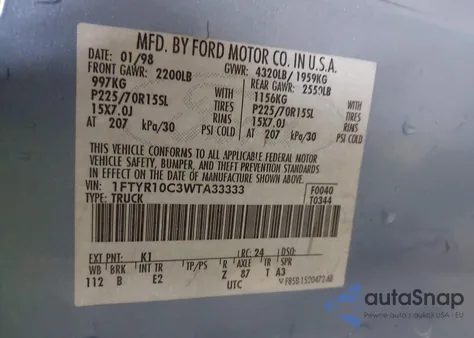 MFD. BY FORD MOTOR CO. IN U.S.A.
DATE: 01/98 GVWR: 4320LB/ 1959KG
FRONT GAWR: 2200LB REAR GAWR: 2550LB
997KG 1156KG
P225/70R15SL WITH TIRES P225/70R15SL WITH TIRES
15X7.0J RIMS 15X7.0J RIMS
AT 207 kPa/30 PSI COLD AT 207 kPa/30 PSI COLD
THIS VEHICLE CONFORMS TO ALL APPLICABLE FEDERAL MOTOR
VEHICLE SAFETY, BUMPER, AND THEFT PREVENTION STANDARDS
IN EFFECT ON THE DATE OF MANUFACTURE SHOWN ABOVE.
VIN: 1FTYR10C3WTA33333 F0040
TYPE: TRUCK T0344
EXT PNT: K1 RC: 24 DSO:
WB BRK INT TR TP/PS R AXLE TR SPR
112 B E2 Z 87 T A3
UTC
autoSnap
Pewne auta z aukcji USA - EU